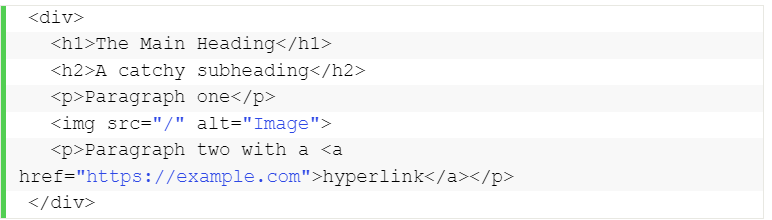 <div>
<h1>The Main Heading</h1>
<h2>A catchy subheading</h2>
<p>Paragraph one</p>
<img src="/" alt="Image">
<p>Paragraph two with a <a
href="https://example.com">hyperlink</a></p>
</div>